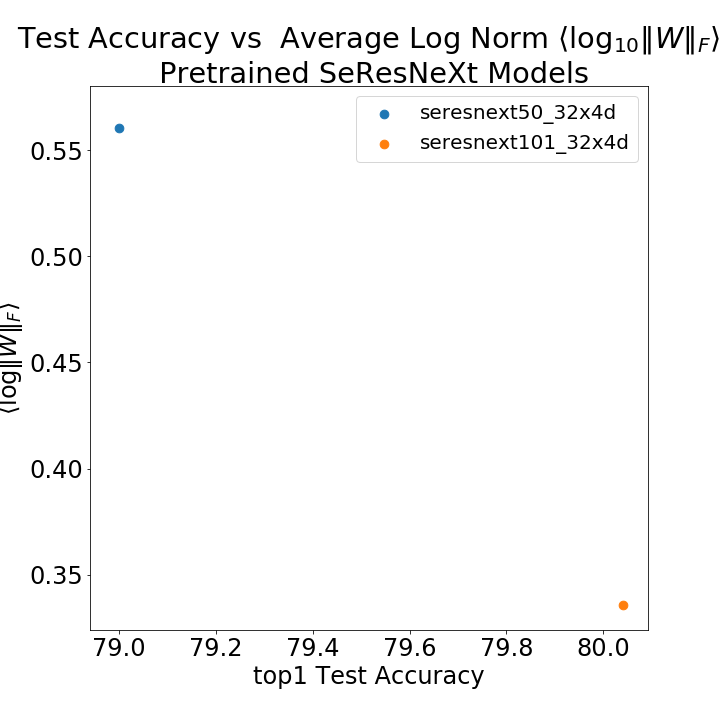 Test Accuracy vs  Average Log Norm ⟨log₁₀‖W‖F⟩
Pretrained SeResNeXt Models
seresnext50_32x4d
seresnext101_32x4d
⟨log‖W‖F⟩
0.55
0.50
0.45
0.40
0.35
79.0 79.2 79.4 79.6 79.8 80.0
top1 Test Accuracy